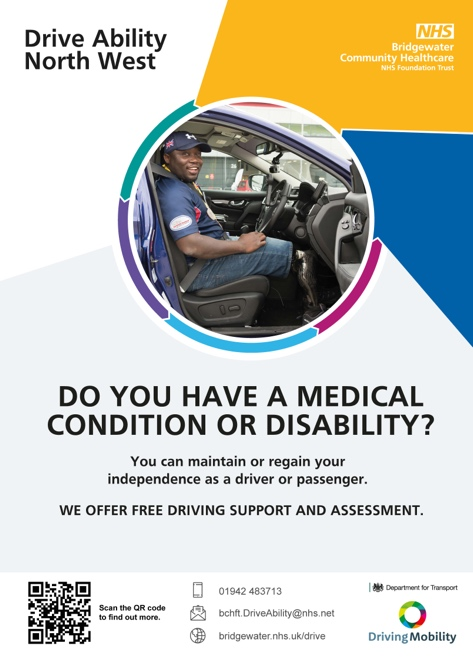 Drive Ability
North West
NHS
Bridgewater
Community Healthcare
NHS Foundation Trust
DO YOU HAVE A MEDICAL
CONDITION OR DISABILITY?
You can maintain or regain your
independence as a driver or passenger.
WE OFFER FREE DRIVING SUPPORT AND ASSESSMENT.
Scan the QR code
to find out more.
01942 483713
bchft.DriveAbility@nhs.net
bridgewater.nhs.uk/drive
Department for Transport
DrivingMobility